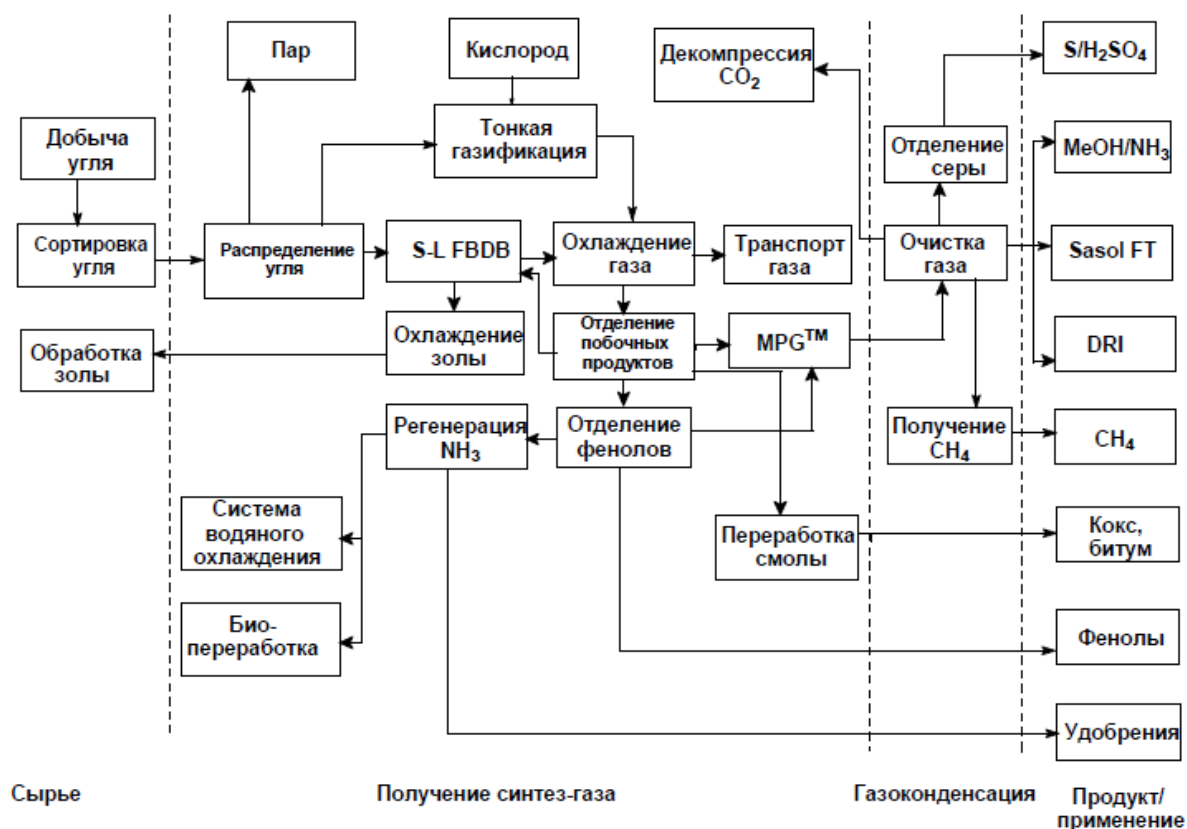 Пар
Кислород
Декомпрессия
CO2
S/H2SO4
Добыча
угля
Тонкая
газификация
Отделение
серы
MeOH/NH3
Сортировка
угля
Распределение
угля
S-L FBDB
Охлаждение
газа
Транспорт
газа
Очистка
газа
Sasol FT
Обработка
золы
Охлаждение
золы
Отделение
побочных
продуктов
MPG™
DRI
Регенерация
NH3
Отделение
фенолов
Получение
CH4
CH4
Система
водяного
охлаждения
Переработка
смолы
Кокс,
битум
Био-
переработка
Фенолы
Удобрения
Сырье
Получение синтез-газа
Газоконденсация
Продукт/
применение